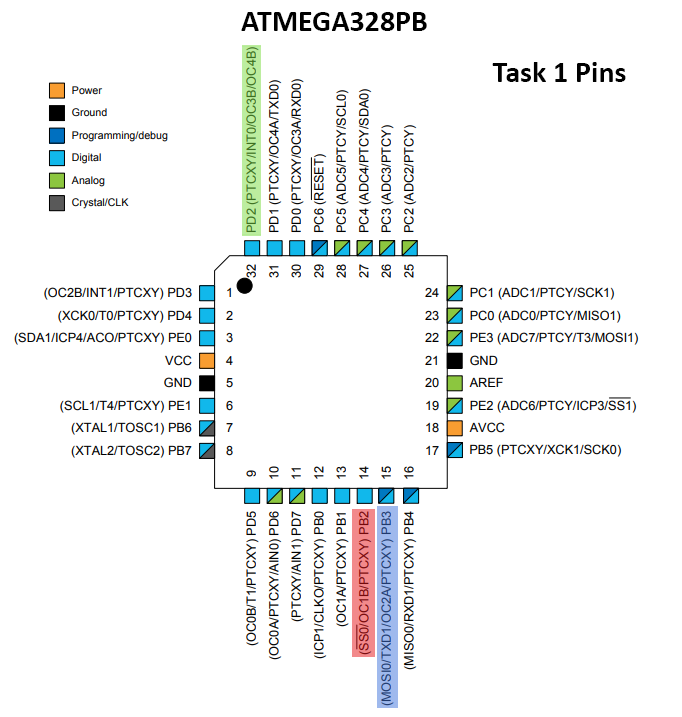 ATMEGA328PB
Task 1 Pins
Power
Ground
Programming/debug
Digital
Analog
Crystal/CLK
PD2 (PTCXY/INT0/OC3B/OC4B)
PD1 (PTCXY/OC4A/TXD0)
PD0 (PTCXY/OC3A/RXD0)
PC6 (RESET)
PC5 (ADC5/PTCY/SCL0)
PC4 (ADC4/PTCY/SDA0)
PC3 (ADC3/PTCY)
PC2 (ADC2/PTCY)
32
31
30
29
28
27
26
25
(OC2B/INT1/PTCXY) PD3
1
(XCK0/T0/PTCXY) PD4
2
(SDA1/ICP4/ACO/PTCXY) PE0
3
VCC
4
GND
5
(SCL1/T4/PTCXY) PE1
6
(XTAL1/TOSC1) PB6
7
(XTAL2/TOSC2) PB7
8
24
PC1 (ADC1/PTCY/SCK1)
23
PC0 (ADC0/PTCY/MISO1)
22
PE3 (ADC7/PTCY/T3/MOSI1)
21
GND
20
AREF
19
PE2 (ADC6/PTCY/ICP3/SS1)
18
AVCC
17
PB5 (PTCXY/XCK1/SCK0)
9
10
11
12
13
14
15
16
(OC0B/T1/PTCXY) PD5
(OC0A/PTCXY/AIN0) PD6
(PTCXY/AIN1) PD7
(ICP1/CLKO/PTCXY) PB0
(OC1A/PTCXY) PB1
(SS0/OC1B/PTCXY) PB2
(MOSI0/TXD1/OC2A/PTCXY) PB3
(MISO0/RXD1/PTCXY) PB4